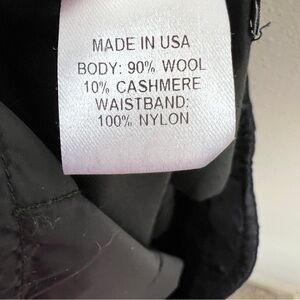 MADE IN USA
BODY: 90% WOOL
10% CASHMERE
WAISTBAND:
100% NYLON